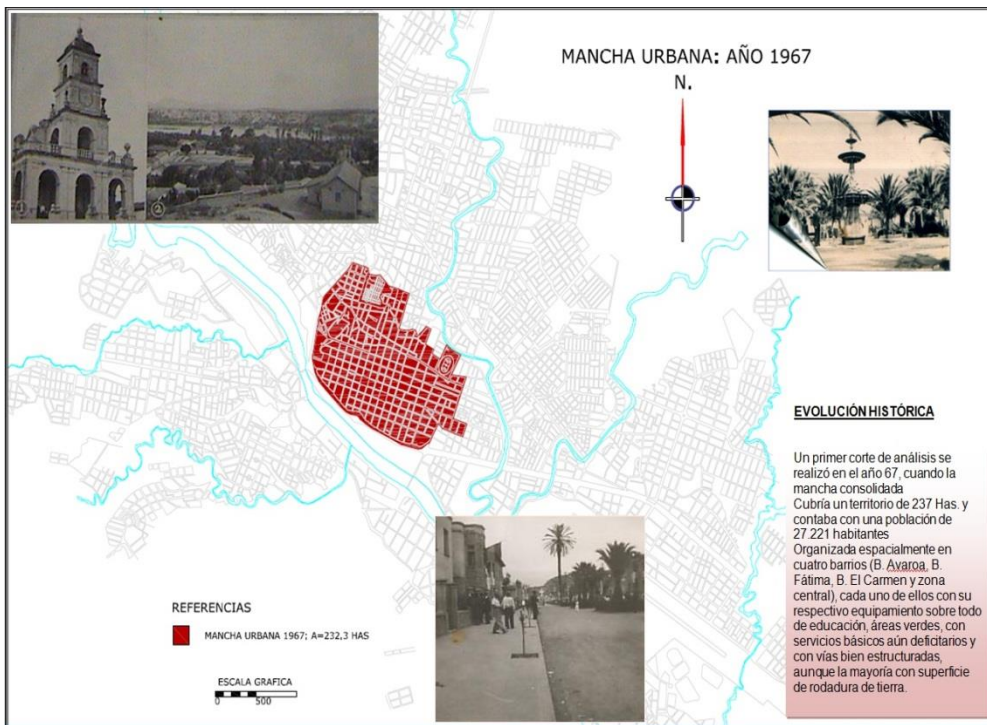 MANCHA URBANA: AÑO 1967
N.
1
2
EVOLUCIÓN HISTÓRICA
Un primer corte de análisis se
realizó en el año 67, cuando la
mancha consolidada
Cubría un territorio de 237 Has. y
contaba con una población de
27.221 habitantes
Organizada espacialmente en
cuatro barrios (B. Avaroa, B.
Fátima, B. El Carmen y zona
central), cada uno de ellos con su
respectivo equipamiento sobre todo
de educación, áreas verdes, con
servicios básicos aún deficitarios y
con vías bien estructuradas,
aunque la mayoría con superficie
de rodadura de tierra.
REFERENCIAS
MANCHA URBANA 1967; A=232,3 HAS
ESCALA GRAFICA
0 500